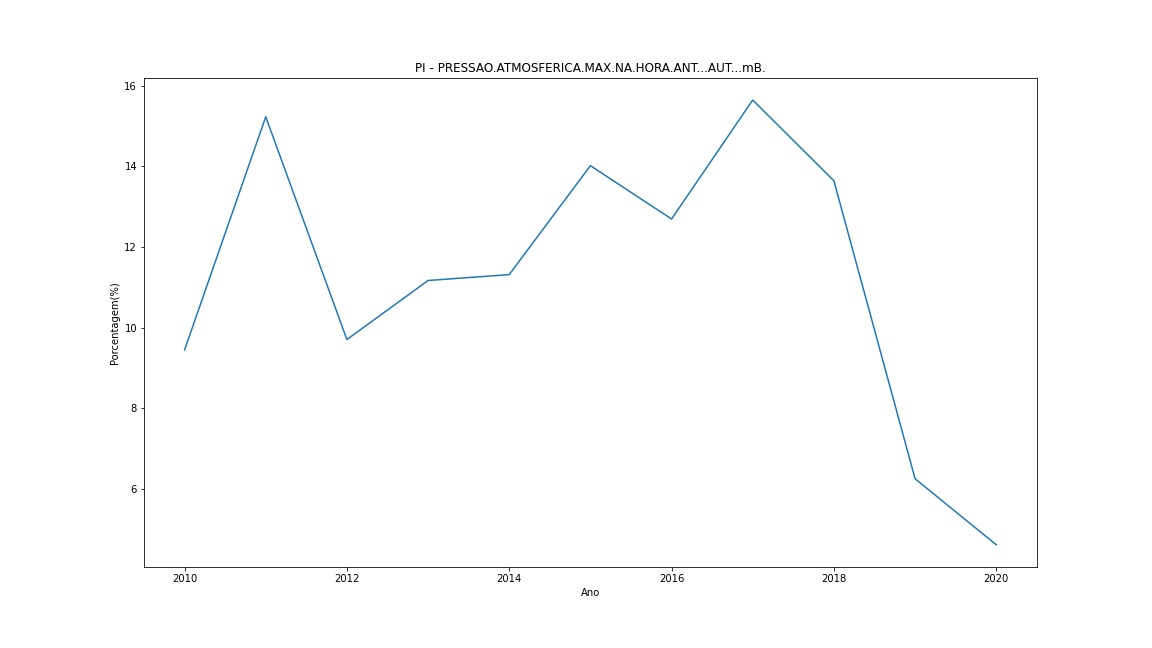 PI - PRESSAO.ATMOSFERICA.MAX.NA.HORA.ANT...AUT...mB.
16
14
12
10
8
6
Porcentagem(%)
2010 2012 2014 2016 2018 2020
Ano